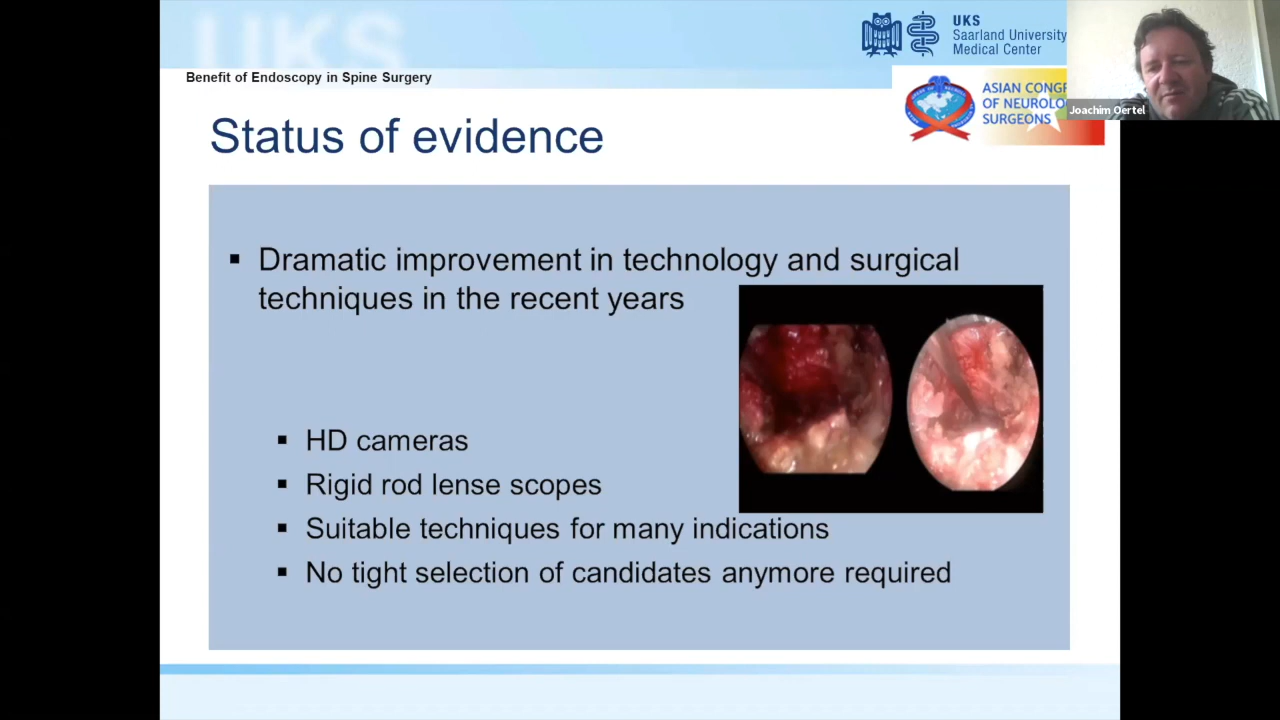 UKS
UKS
Saarland University
Medical Center
Benefit of Endoscopy in Spine Surgery
ASIAN
OF
SURGEONS
Joachim Oertel
Status of evidence
▪ Dramatic improvement in technology and surgical
techniques in the recent years
▪ HD cameras
▪ Rigid rod lense scopes
▪ Suitable techniques for many indications
▪ No tight selection of candidates anymore required